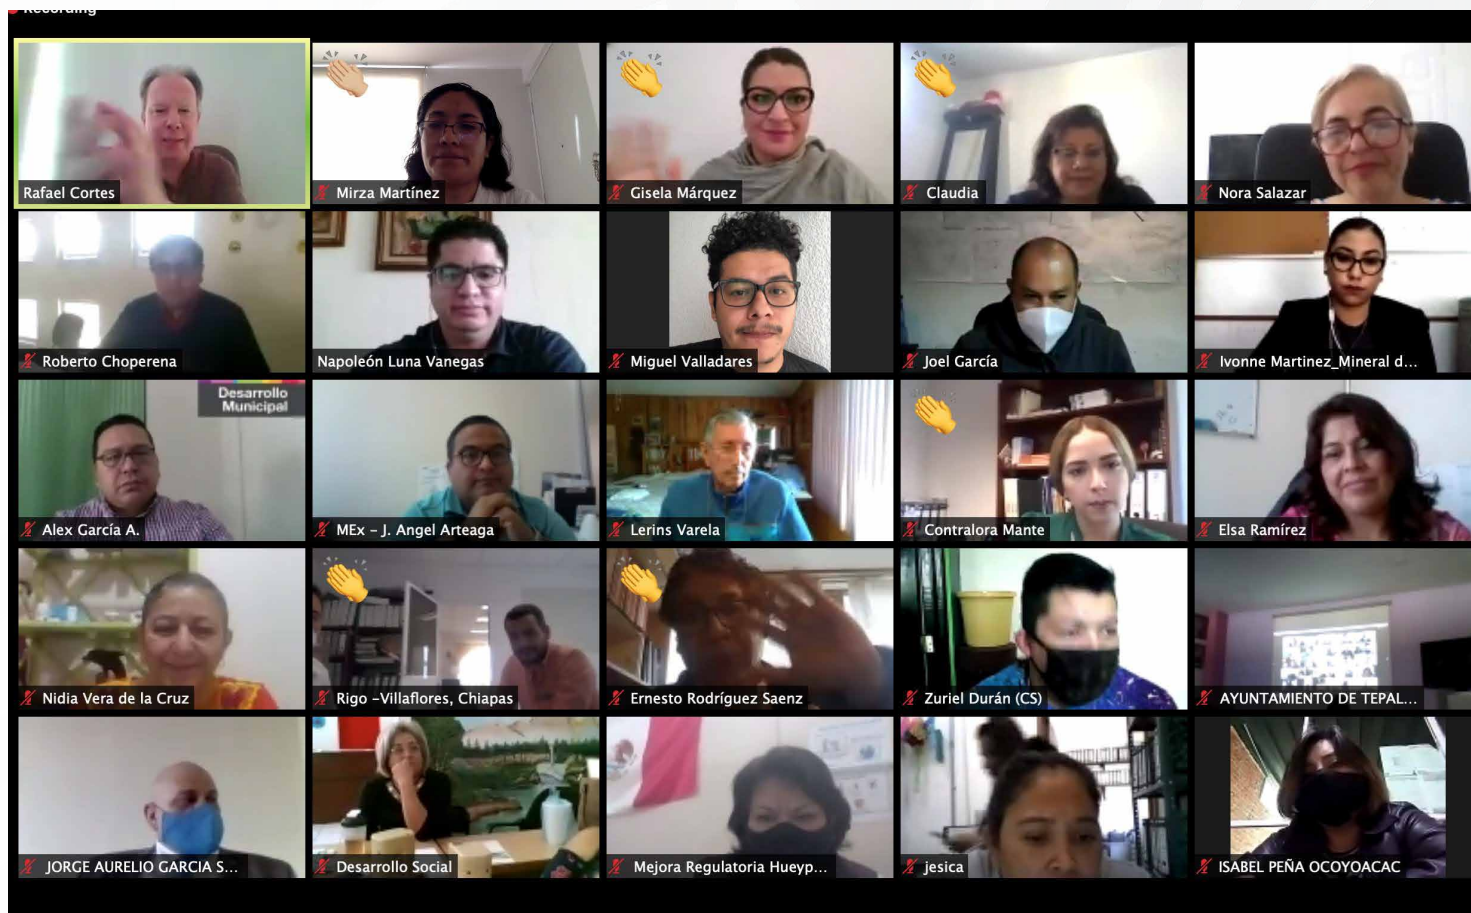 Recording
Rafael Cortes
Mirza Martínez
Gisela Márquez
Claudia
Nora Salazar
Roberto Choperena
Napoleón Luna Vanegas
Miguel Valladares
Joel García
Ivonne Martinez_Mineral d...
Desarrollo
Municipal
Alex García A.
MEx – J. Angel Arteaga
Lerins Varela
Contralora Mante
Elsa Ramírez
Nidia Vera de la Cruz
Rigo –Villaflores, Chiapas
Ernesto Rodríguez Saenz
Zuriel Durán (CS)
AYUNTAMIENTO DE TEPAL...
JORGE AURELIO GARCIA S...
Desarrollo Social
Mejora Regulatoria Hueyp...
jesica
ISABEL PEÑA OCOYOACAC